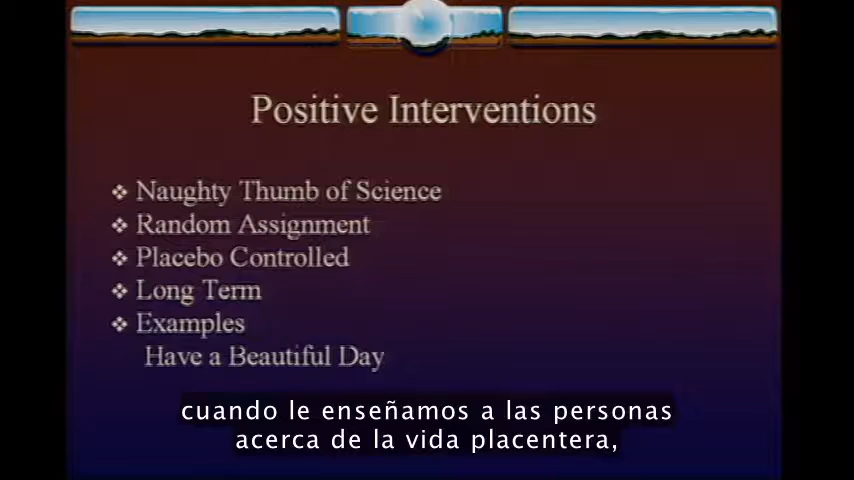 Positive Interventions
❖ Naughty Thumb of Science
❖ Random Assignment
❖ Placebo Controlled
❖ Long Term
❖ Examples
Have a Beautiful Day
cuando le enseñamos a las personas
acerca de la vida placentera,